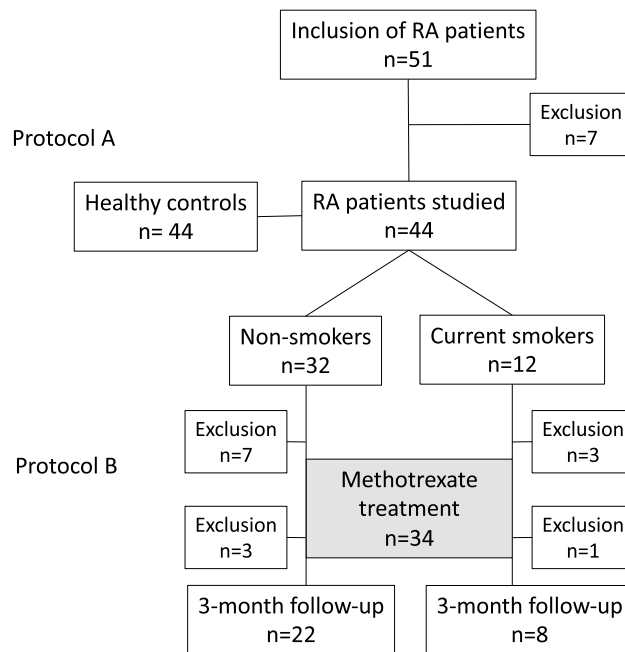 Inclusion of RA patients
n=51
Exclusion
n=7
Protocol A
Healthy controls
n= 44
RA patients studied
n=44
Non-smokers
n=32
Current smokers
n=12
Exclusion
n=7
Exclusion
n=3
Protocol B
Methotrexate
treatment
n=34
Exclusion
n=3
Exclusion
n=1
3-month follow-up
n=22
3-month follow-up
n=8